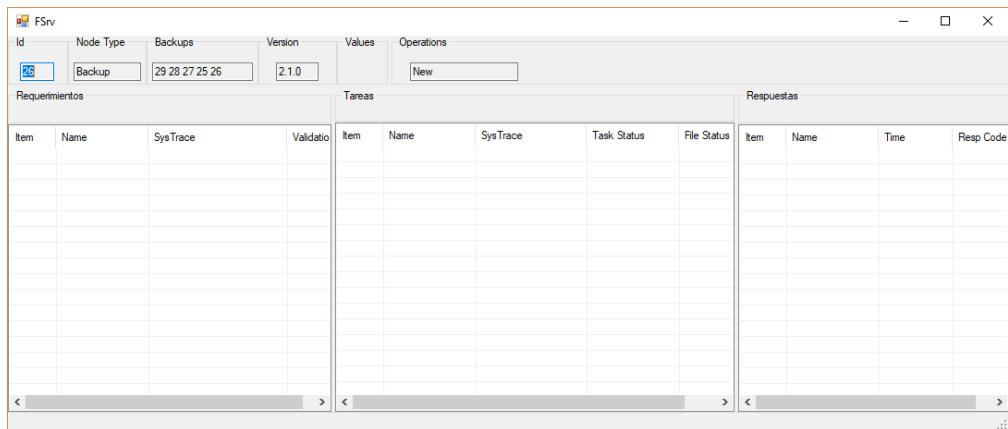 FSrv
Id Node Type Backups Version Values Operations
26 Backup 29 28 27 25 26 2.1.0 New
Requerimientos Tareas Respuestas
Item Name SysTrace Validatio Item Name SysTrace Task Status File Status Item Name Time Resp Code